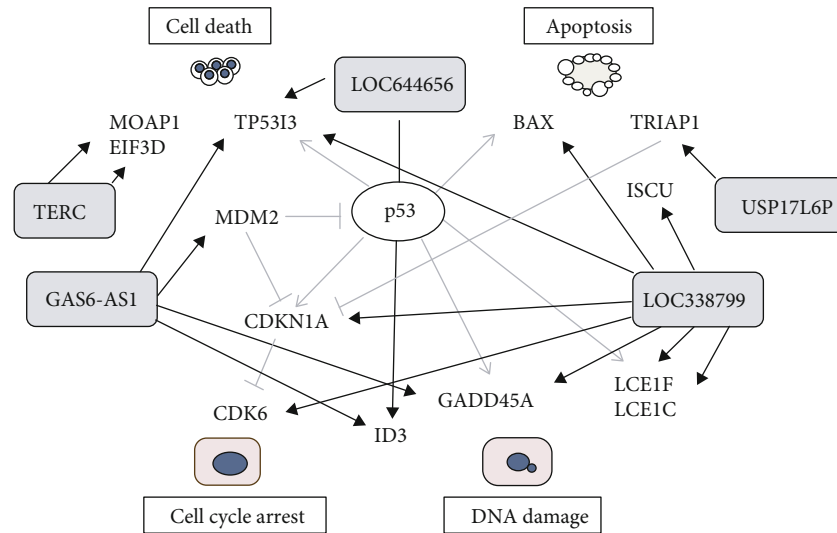 Cell death
Apoptosis
LOC644656
MOAP1
EIF3D
TP53I3
BAX
TRIAP1
ISCU
TERC
USP17L6P
MDM2
p53
GAS6-AS1
LOC338799
CDKN1A
LCE1F
LCE1C
GADD45A
CDK6
ID3
Cell cycle arrest
DNA damage